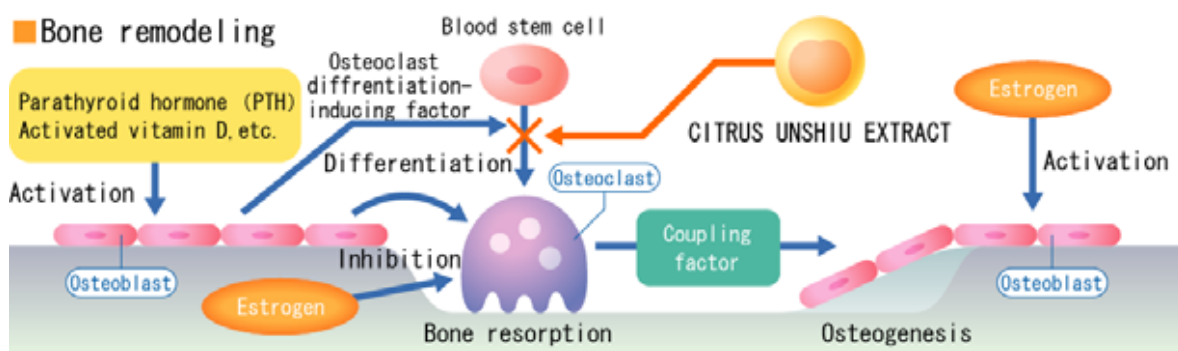 ■Bone remodeling
Parathyroid hormone (PTH)
Activated vitamin D,etc.
Activation
Osteoclast
diffrentiation-
inducing factor
Blood stem cell
Differentiation
CITRUS UNSHIU EXTRACT
Estrogen
Activation
Osteoclast
Osteoblast
Inhibition
Estrogen
Bone resorption
Coupling
factor
Osteogenesis
Osteoblast